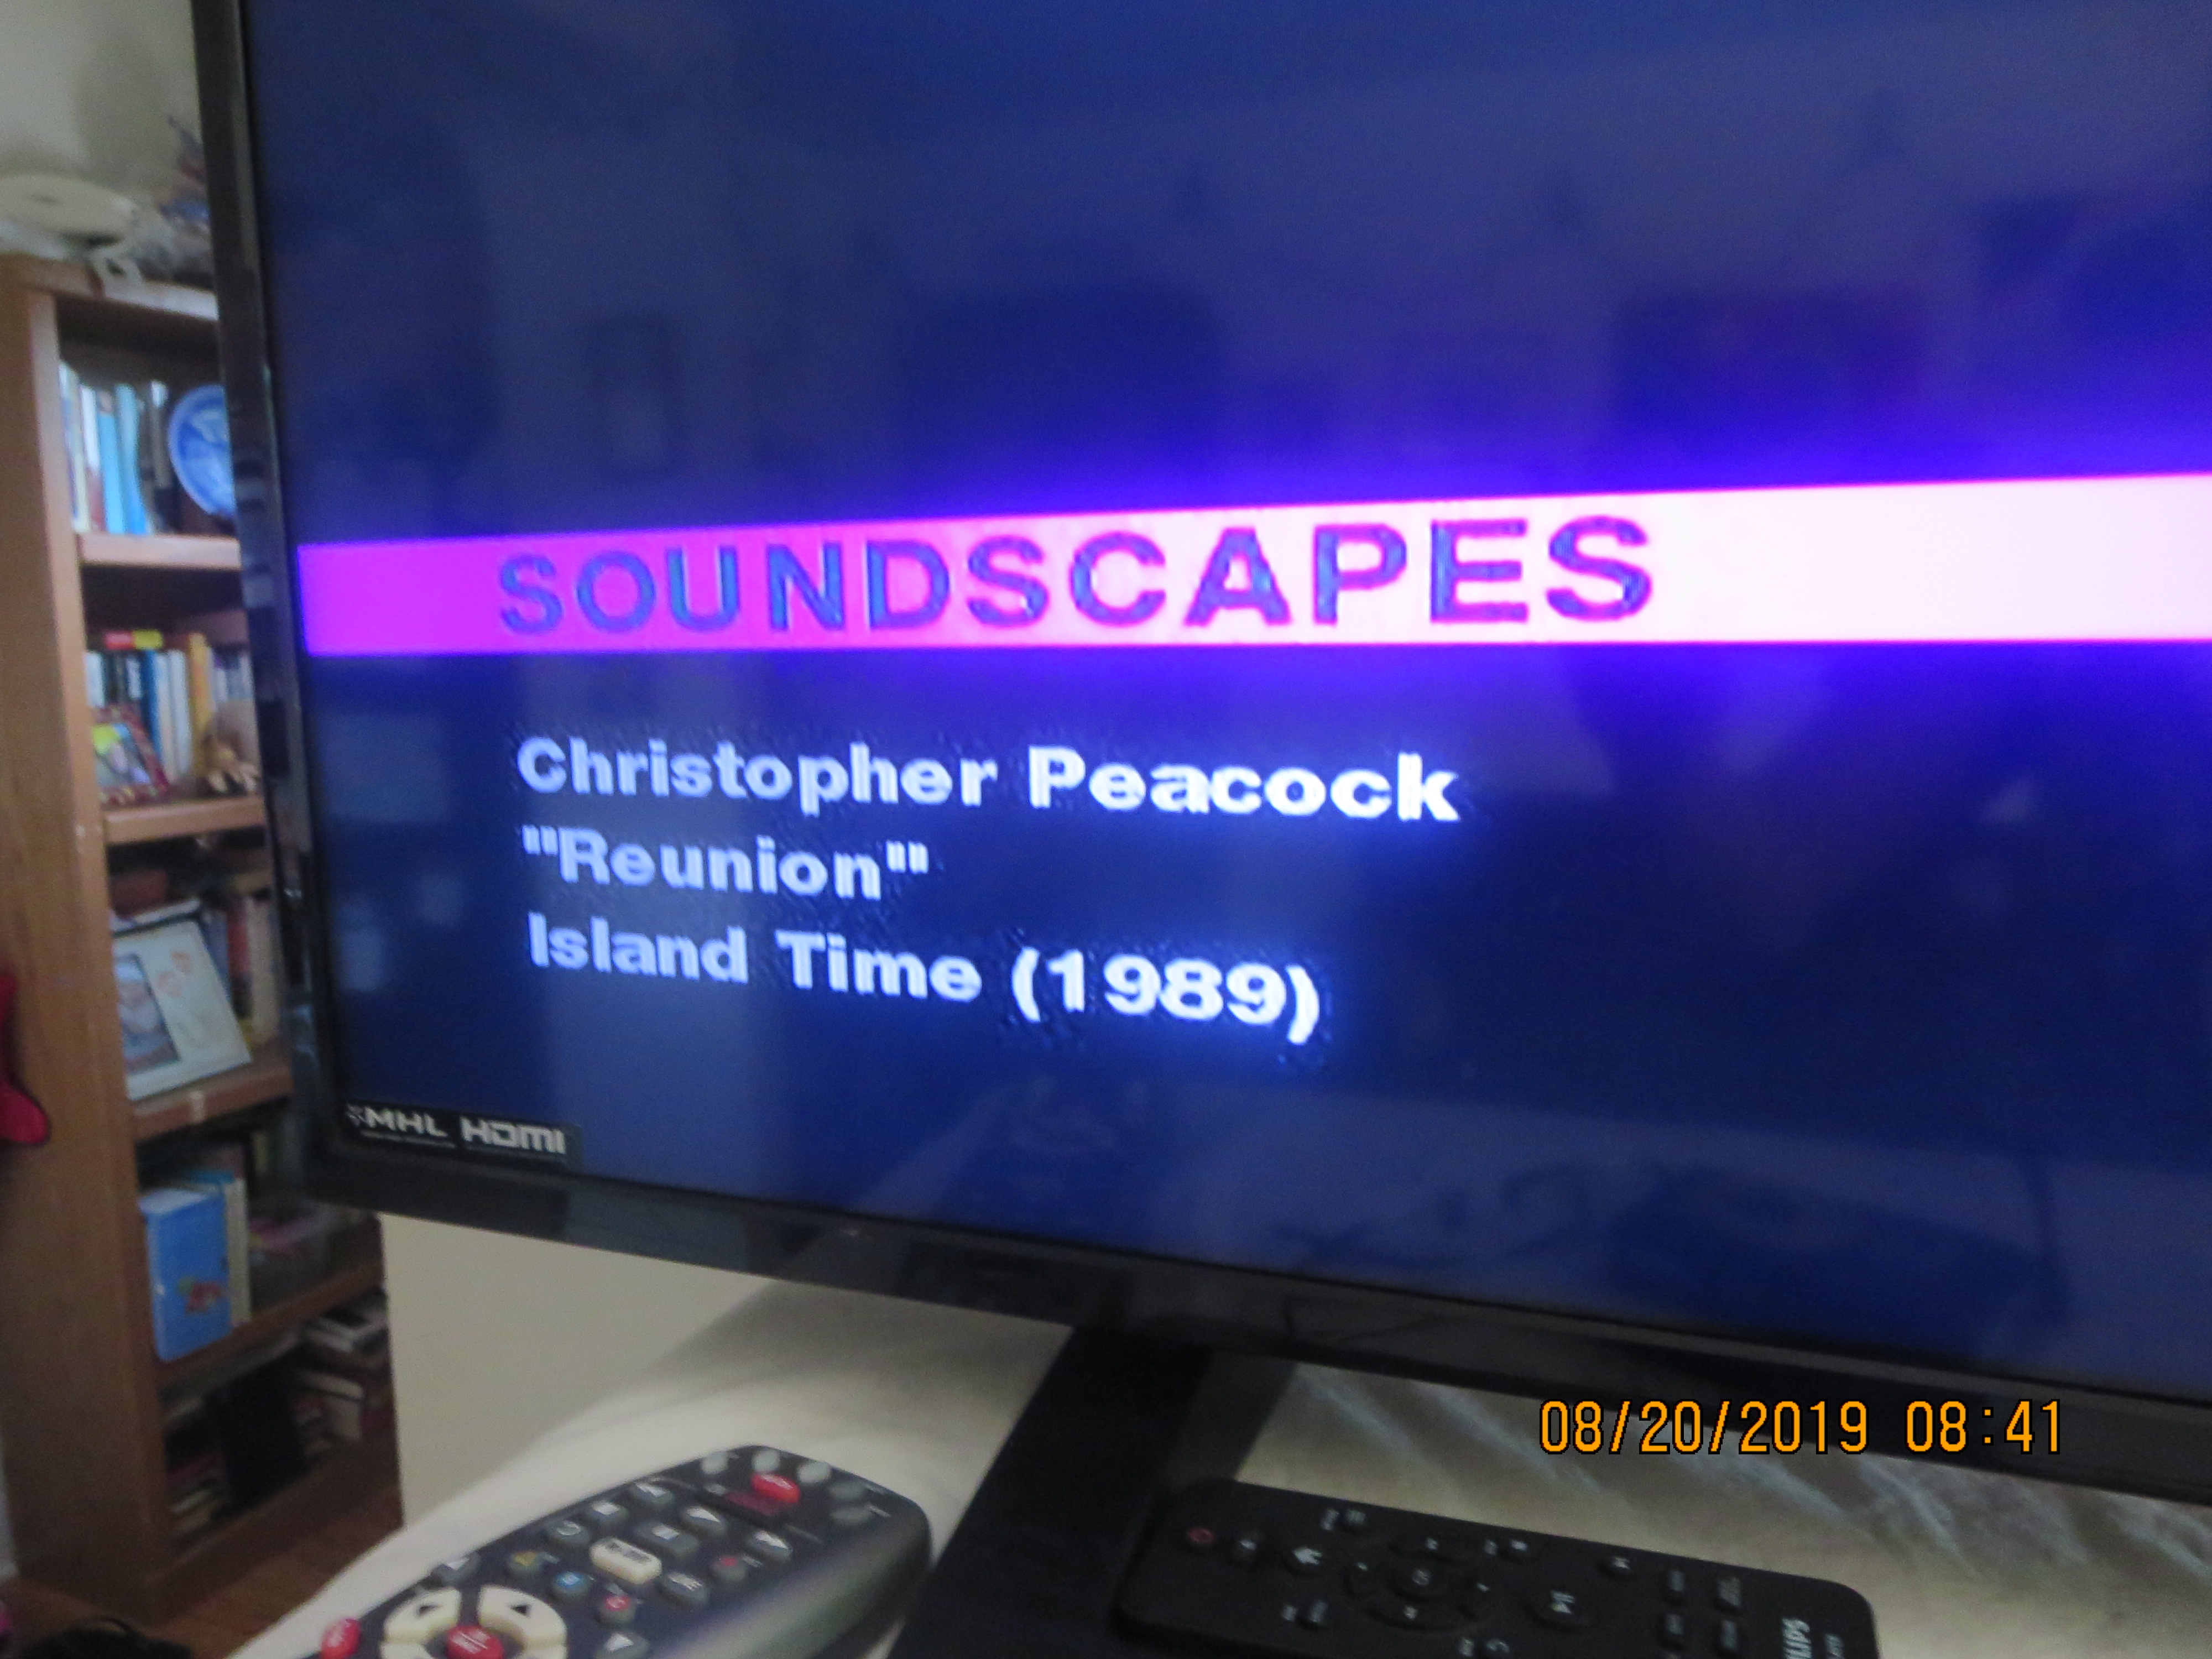 SOUNDSCAPES
Christopher Peacock
"Reunion"
Island Time (1989)
MHL HDMI
08/20/2019 08:41